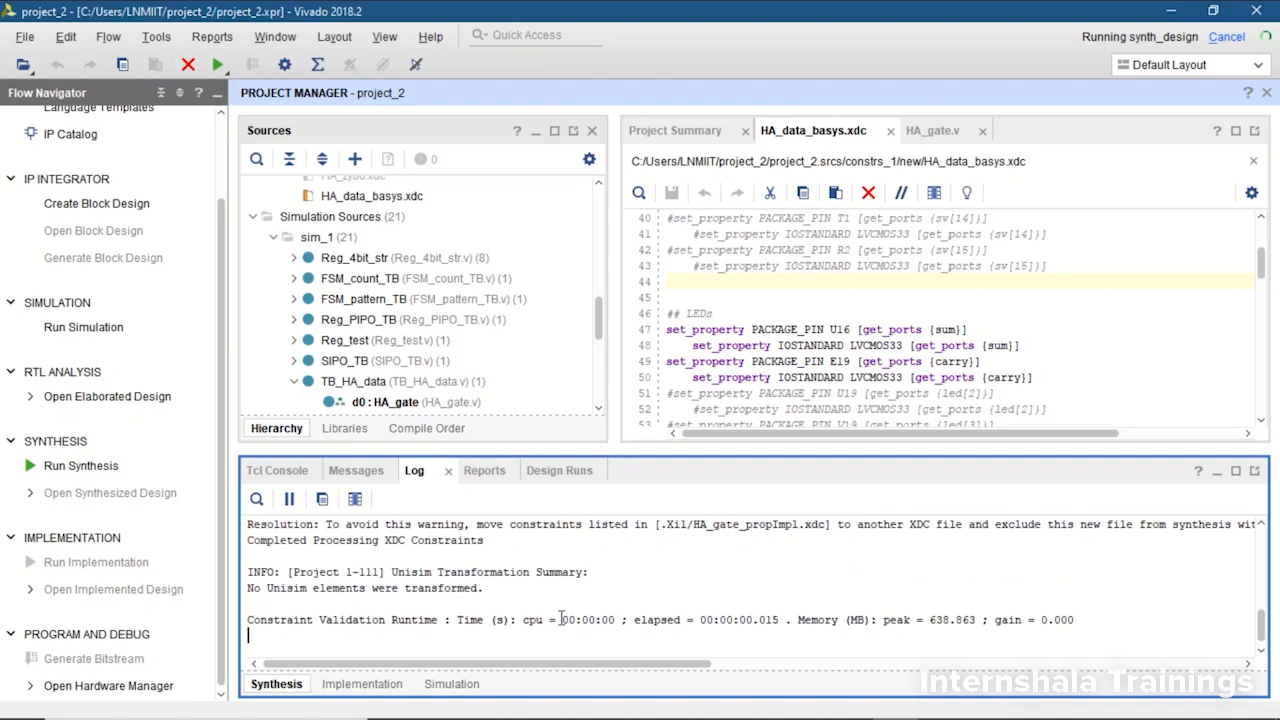 project_2 - [C:/Users/LNMIIT/project_2/project_2.xpr] - Vivado 2018.2
File Edit Flow Tools Reports Window Layout View Help Quick Access
Running synth_design Cancel
Default Layout
Flow Navigator
Language Templates
IP Catalog
IP INTEGRATOR
Create Block Design
Open Block Design
Generate Block Design
SIMULATION
Run Simulation
RTL ANALYSIS
Open Elaborated Design
SYNTHESIS
Run Synthesis
Open Synthesized Design
IMPLEMENTATION
Run Implementation
Open Implemented Design
PROGRAM AND DEBUG
Generate Bitstream
Open Hardware Manager
PROJECT MANAGER - project_2
Sources
0
HA_zybo.xdc
HA_data_basys.xdc
Simulation Sources (21)
sim_1 (21)
Reg_4bit_str (Reg_4bit_str.v) (8)
FSM_count_TB (FSM_count_TB.v) (1)
FSM_pattern_TB (FSM_pattern_TB.v) (1)
Reg_PIPO_TB (Reg_PIPO_TB.v) (1)
Reg_test (Reg_test.v) (1)
SIPO_TB (SIPO_TB.v) (1)
TB_HA_data (TB_HA_data.v) (1)
d0 : HA_gate (HA_gate.v)
Hierarchy Libraries Compile Order
Project Summary HA_data_basys.xdc HA_gate.v
C:/Users/LNMIIT/project_2/project_2.srcs/constrs_1/new/HA_data_basys.xdc
40 #set_property PACKAGE_PIN T1 [get_ports {sw[14]}]
41 #set_property IOSTANDARD LVCMOS33 [get_ports {sw[14]}]
42 #set_property PACKAGE_PIN R2 [get_ports {sw[15]}]
43 #set_property IOSTANDARD LVCMOS33 [get_ports {sw[15]}]
44
45
46 ## LEDs
47 set_property PACKAGE_PIN U16 [get_ports {sum}]
48 set_property IOSTANDARD LVCMOS33 [get_ports {sum}]
49 set_property PACKAGE_PIN E19 [get_ports {carry}]
50 set_property IOSTANDARD LVCMOS33 [get_ports {carry}]
51 #set_property PACKAGE_PIN U19 [get_ports {led[2]}]
52 #set_property IOSTANDARD LVCMOS33 [get_ports {led[2]}]
53 #set_property PACKAGE_PIN V19 [get_ports {led[3]}]
Tcl Console Messages Log Reports Design Runs
Resolution: To avoid this warning, move constraints listed in [.Xil/HA_gate_propImpl.xdc] to another XDC file and exclude this new file from synthesis wit
Completed Processing XDC Constraints
INFO: [Project 1-111] Unisim Transformation Summary:
No Unisim elements were transformed.
Constraint Validation Runtime : Time (s): cpu = 00:00:00 ; elapsed = 00:00:00.015 . Memory (MB): peak = 638.863 ; gain = 0.000
Synthesis Implementation Simulation
Internshala Trainings